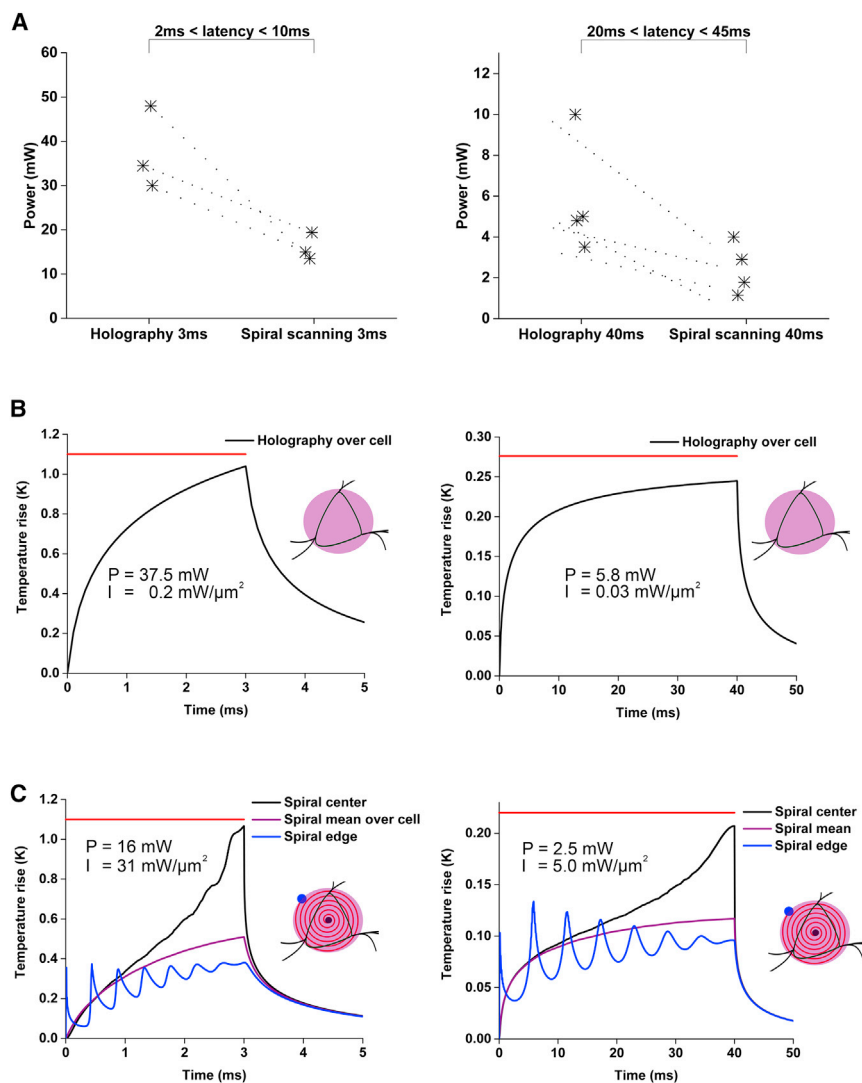 A
2ms < latency < 10ms
Power (mW)
60
50
40
30
20
10
0
Holography 3ms
Spiral scanning 3ms
20ms < latency < 45ms
Power (mW)
12
10
8
6
4
2
0
Holography 40ms
Spiral scanning 40ms
B
Temperature rise (K)
1.2
1.0
0.8
0.6
0.4
0.2
0.0
Holography over cell
P = 37.5 mW
I = 0.2 mW/µm²
0 1 2 3 4 5
Time (ms)
Temperature rise (K)
0.30
0.25
0.20
0.15
0.10
0.05
0.00
Holography over cell
P = 5.8 mW
I = 0.03 mW/µm²
0 10 20 30 40 50
Time (ms)
C
Temperature rise (K)
1.2
1.0
0.8
0.6
0.4
0.2
0.0
Spiral center
Spiral mean over cell
Spiral edge
P = 16 mW
I = 31 mW/µm²
0 1 2 3 4 5
Time (ms)
Temperature rise (K)
0.20
0.15
0.10
0.05
0.00
Spiral center
Spiral mean
Spiral edge
P = 2.5 mW
I = 5.0 mW/µm²
0 10 20 30 40 50
Time (ms)